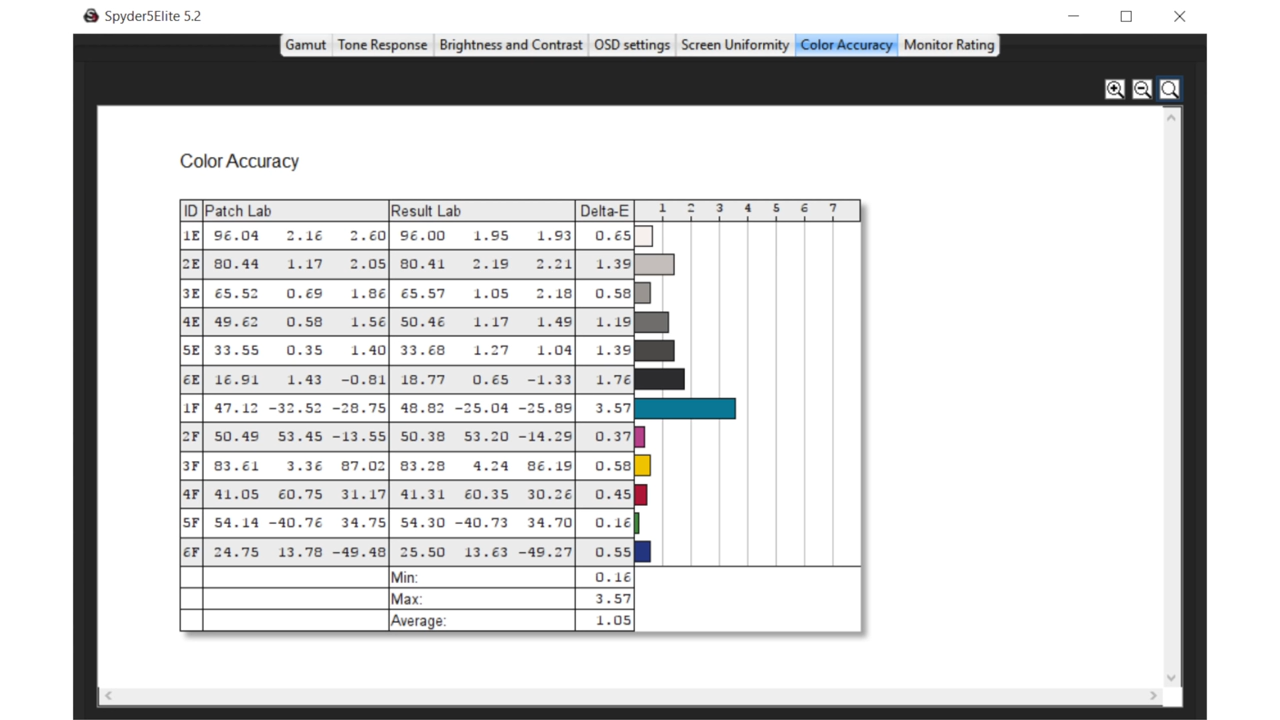 Spyder5Elite 5.2
Gamut Tone Response Brightness and Contrast OSD settings Screen Uniformity Color Accuracy Monitor Rating
Color Accuracy
ID Patch Lab Result Lab Delta-E 1 2 3 4 5 6 7
1E 96.04 2.16 2.60 96.00 1.95 1.93 0.65
2E 80.44 1.17 2.05 80.41 2.19 2.21 1.39
3E 65.52 0.69 1.86 65.57 1.05 2.18 0.58
4E 49.62 0.58 1.56 50.46 1.17 1.49 1.19
5E 33.55 0.35 1.40 33.68 1.27 1.04 1.39
6E 16.91 1.43 -0.81 18.77 0.65 -1.33 1.76
1F 47.12 -32.52 -28.75 48.82 -25.04 -25.89 3.57
2F 50.49 53.45 -13.55 50.38 53.20 -14.29 0.37
3F 83.61 3.36 87.02 83.28 4.24 86.19 0.58
4F 41.05 60.75 31.17 41.31 60.35 30.26 0.45
5F 54.14 -40.76 34.75 54.30 -40.73 34.70 0.16
6F 24.75 13.78 -49.48 25.50 13.63 -49.27 0.55
Min: 0.16
Max: 3.57
Average: 1.05